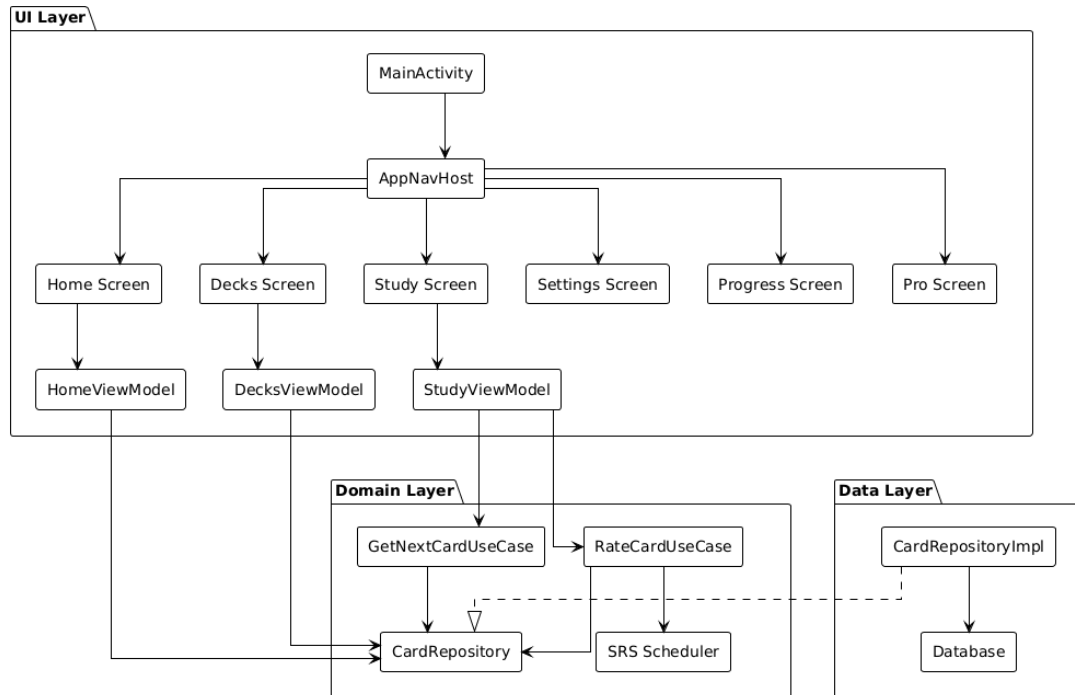 UI Layer
MainActivity
AppNavHost
Home Screen
Decks Screen
Study Screen
Settings Screen
Progress Screen
Pro Screen
HomeViewModel
DecksViewModel
StudyViewModel
Domain Layer
Data Layer
GetNextCardUseCase
RateCardUseCase
CardRepositoryImpl
CardRepository
SRS Scheduler
Database